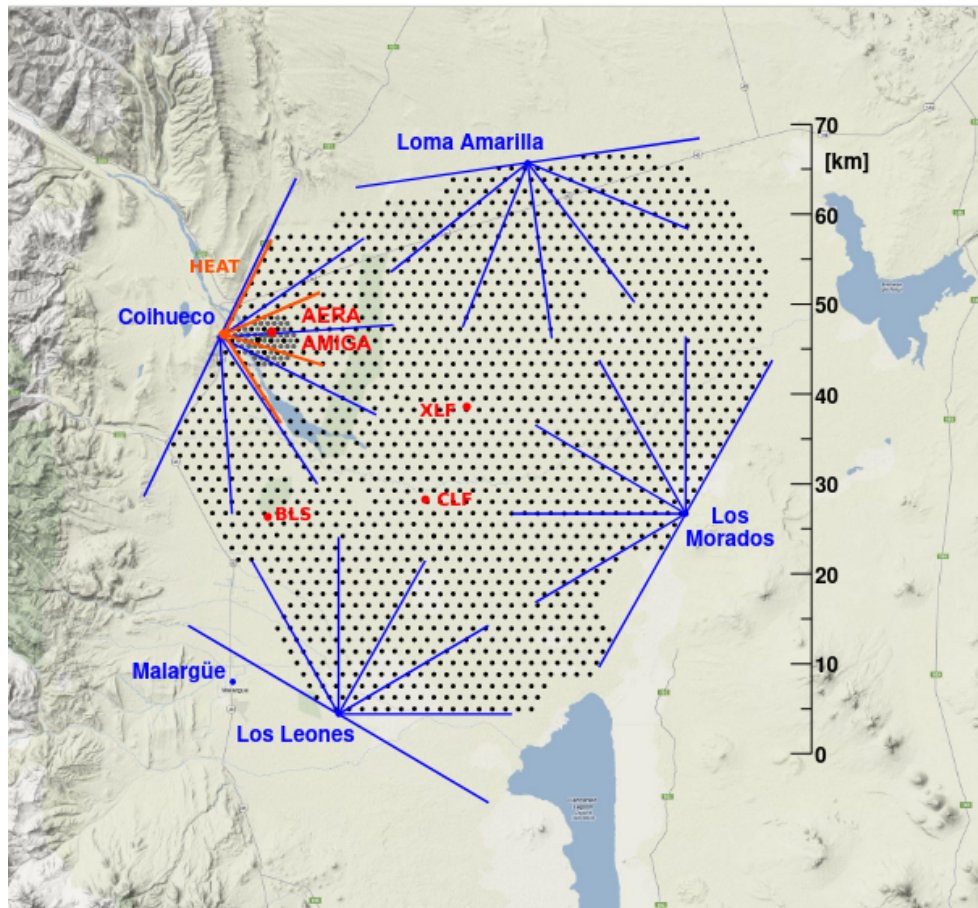 Loma Amarilla
70
[km]
60
HEAT
Coihueco
AERA
AMIGA
50
XLF
40
30
CLF
BLS
Los
Morados
20
Malargüe
10
Los Leones
0